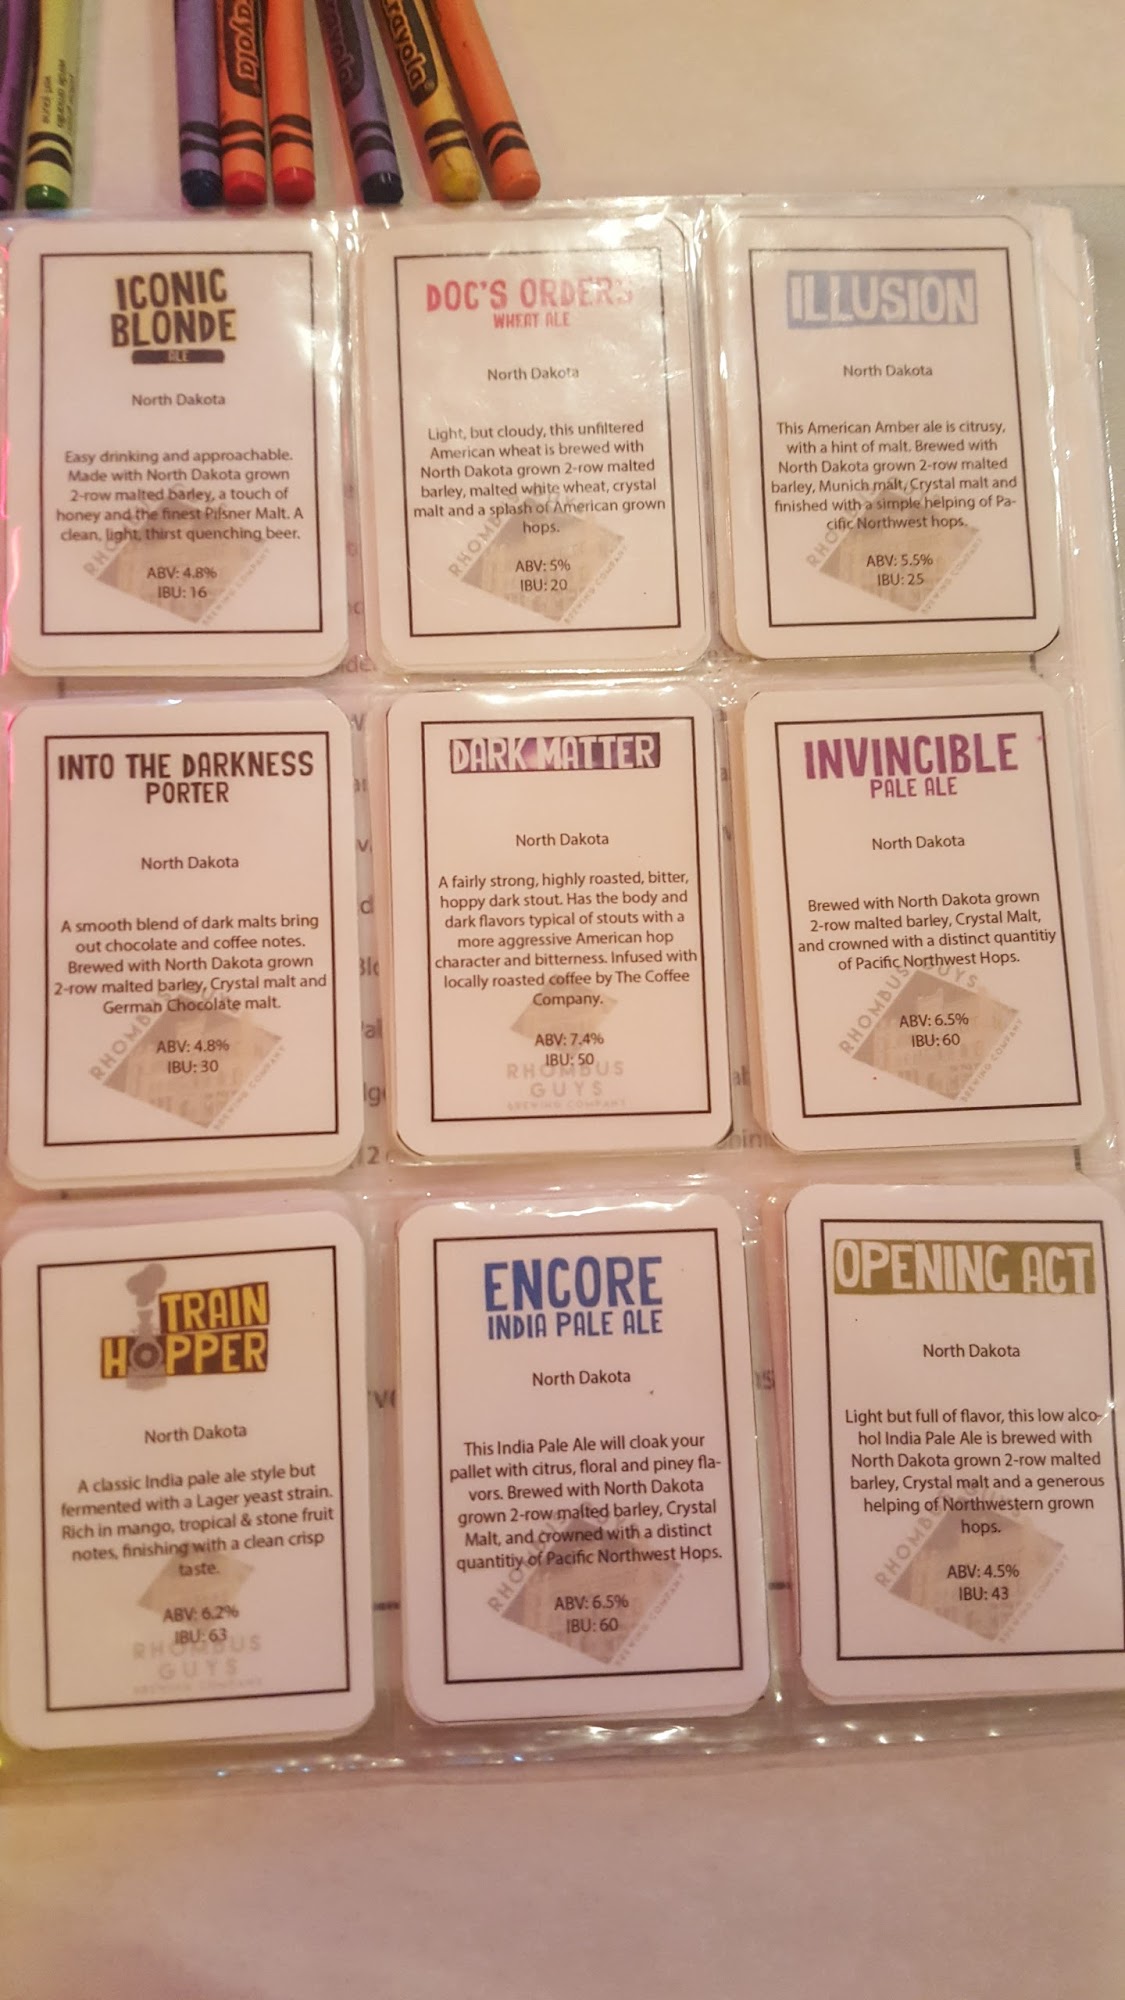 crayola
crayola
crayola
ICONIC
BLONDE
ALE
North Dakota
Easy drinking and approachable.
Made with North Dakota grown
2-row malted barley, a touch of
honey and the finest Pilsner Malt. A
clean, light, thirst quenching beer.
ABV: 4.8%
IBU: 16
DOC'S ORDERS
WHEAT ALE
North Dakota
Light, but cloudy, this unfiltered
American wheat is brewed with
North Dakota grown 2-row malted
barley, malted white wheat, crystal
malt and a splash of American grown
hops.
ABV: 5%
IBU: 20
ILLUSION
North Dakota
This American Amber ale is citrusy,
with a hint of malt. Brewed with
North Dakota grown 2-row malted
barley, Munich malt, Crystal malt and
finished with a simple helping of Pa-
cific Northwest hops.
ABV: 5.5%
IBU: 25
INTO THE DARKNESS
PORTER
North Dakota
A smooth blend of dark malts bring
out chocolate and coffee notes.
Brewed with North Dakota grown
2-row malted barley, Crystal malt and
German Chocolate malt.
ABV: 4.8%
IBU: 30
DARK MATTER
North Dakota
A fairly strong, highly roasted, bitter,
hoppy dark stout. Has the body and
dark flavors typical of stouts with a
more aggressive American hop
character and bitterness. Infused with
locally roasted coffee by The Coffee
Company.
ABV: 7.4%
IBU: 50
RHOMBUS
GUYS
BREWING COMPANY
INVINCIBLE
PALE ALE
North Dakota
Brewed with North Dakota grown
2-row malted barley, Crystal Malt,
and crowned with a distinct quantitiy
of Pacific Northwest Hops.
ABV: 6.5%
IBU: 60
RHOMBUS GUYS
BREWING COMPANY
TRAIN
HOPPER
North Dakota
A classic India pale ale style but
fermented with a Lager yeast strain.
Rich in mango, tropical & stone fruit
notes, finishing with a clean crisp
taste.
ABV: 6.2%
IBU: 63
RHOMBUS
GUYS
BREWING COMPANY
ENCORE
INDIA PALE ALE
North Dakota
This India Pale Ale will cloak your
pallet with citrus, floral and piney fla-
vors. Brewed with North Dakota
grown 2-row malted barley, Crystal
Malt, and crowned with a distinct
quantitiy of Pacific Northwest Hops.
ABV: 6.5%
IBU: 60
OPENING ACT
North Dakota
Light but full of flavor, this low alco-
hol India Pale Ale is brewed with
North Dakota grown 2-row malted
barley, Crystal malt and a generous
helping of Northwestern grown
hops.
ABV: 4.5%
IBU: 43